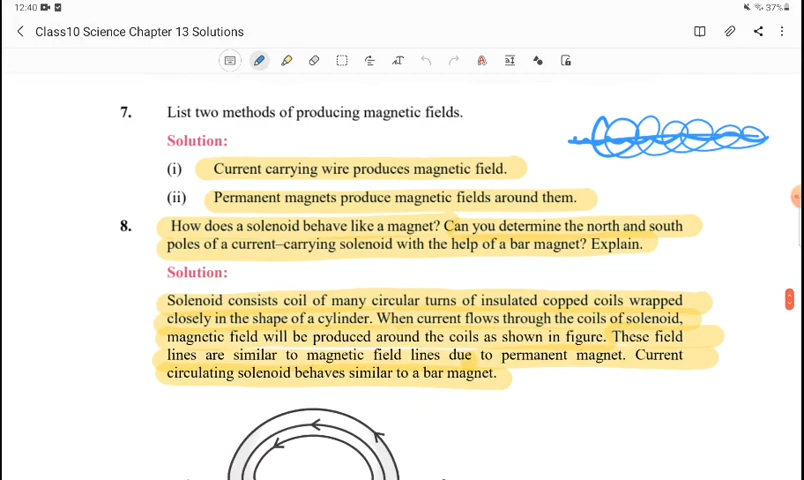 12:40 37%
Class10 Science Chapter 13 Solutions
7. List two methods of producing magnetic fields.
Solution:
(i) Current carrying wire produces magnetic field.
(ii) Permanent magnets produce magnetic fields around them.
8. How does a solenoid behave like a magnet? Can you determine the north and south
poles of a current–carrying solenoid with the help of a bar magnet? Explain.
Solution:
Solenoid consists coil of many circular turns of insulated copped coils wrapped
closely in the shape of a cylinder. When current flows through the coils of solenoid,
magnetic field will be produced around the coils as shown in figure. These field
lines are similar to magnetic field lines due to permanent magnet. Current
circulating solenoid behaves similar to a bar magnet.